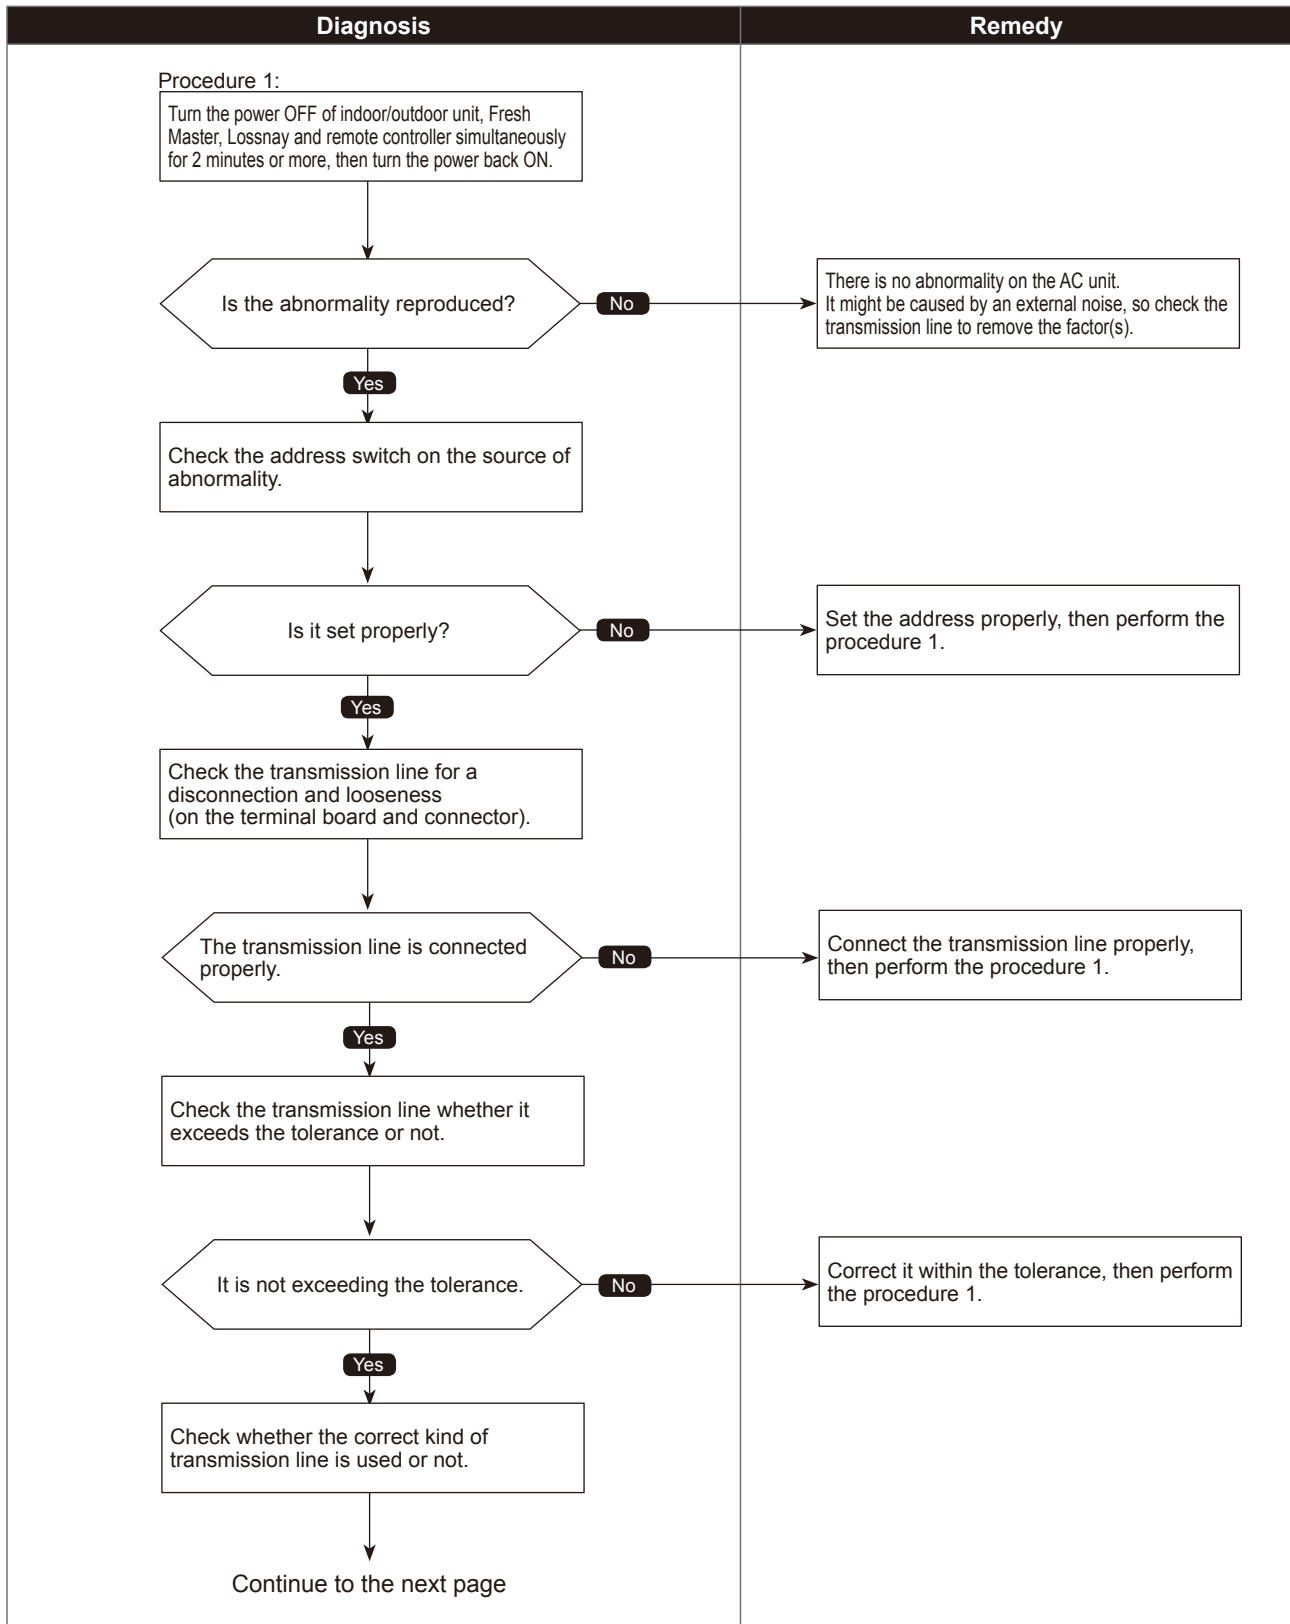 Diagnosis
Remedy
Procedure 1:
Turn the power OFF of indoor/outdoor unit, Fresh
Master, Lossnay and remote controller simultaneously
for 2 minutes or more, then turn the power back ON.
Is the abnormality reproduced?
No
There is no abnormality on the AC unit.
It might be caused by an external noise, so check the
transmission line to remove the factor(s).
Yes
Check the address switch on the source of
abnormality.
Is it set properly?
No
Set the address properly, then perform the
procedure 1.
Yes
Check the transmission line for a
disconnection and looseness
(on the terminal board and connector).
The transmission line is connected
properly.
No
Connect the transmission line properly,
then perform the procedure 1.
Yes
Check the transmission line whether it
exceeds the tolerance or not.
It is not exceeding the tolerance.
No
Correct it within the tolerance, then perform
the procedure 1.
Yes
Check whether the correct kind of
transmission line is used or not.
Continue to the next page